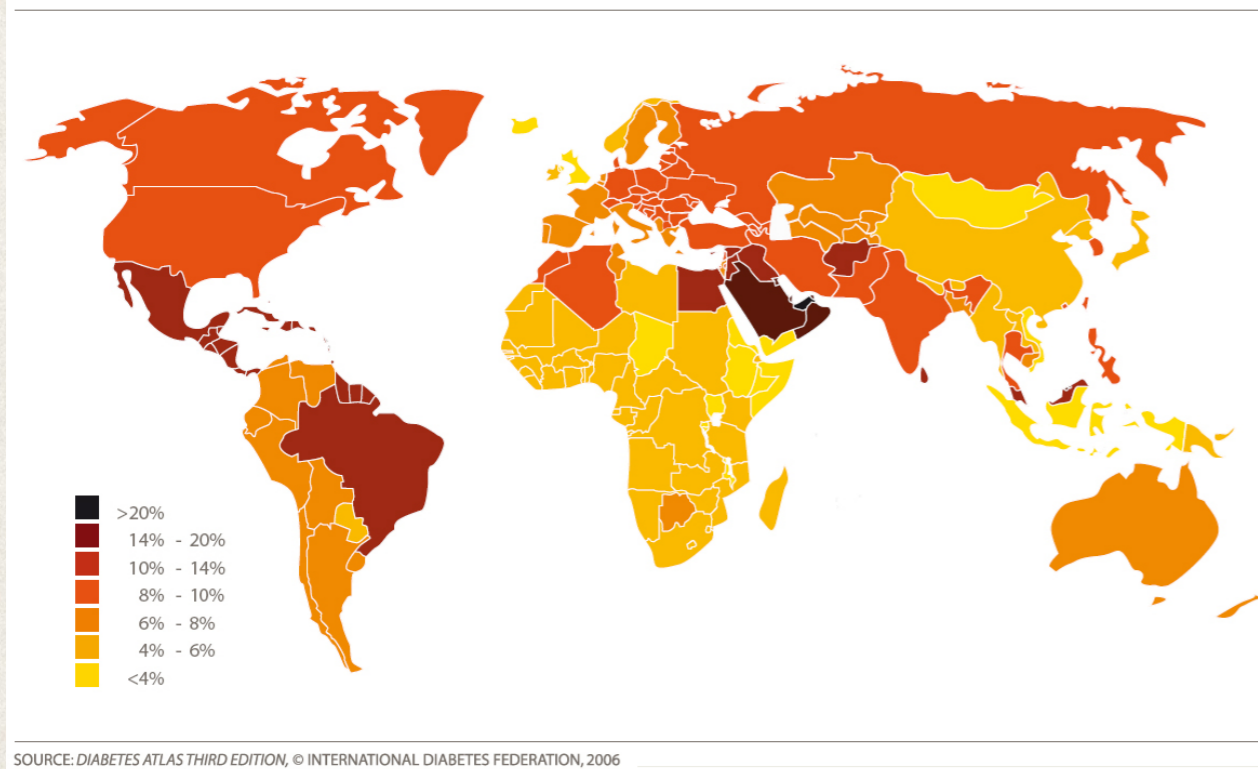 >20%
14% - 20%
10% - 14%
8% - 10%
6% - 8%
4% - 6%
<4%
SOURCE: DIABETES ATLAS THIRD EDITION, © INTERNATIONAL DIABETES FEDERATION, 2006